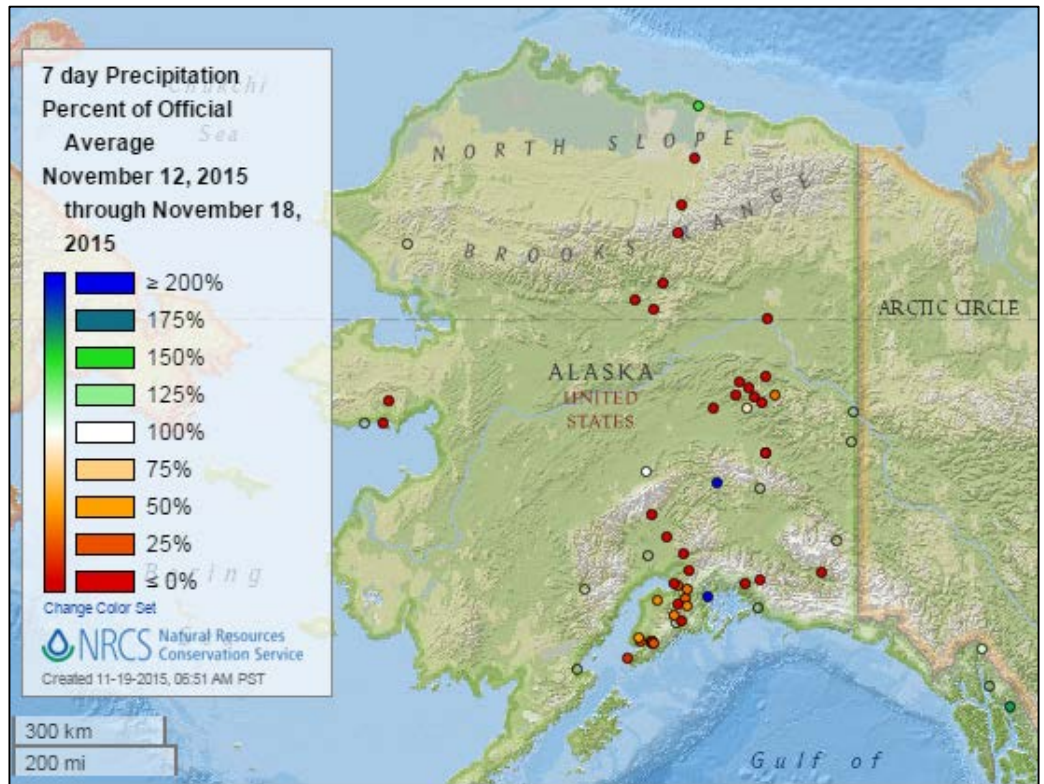 7 day Precipitation
Percent of Official
Average
November 12, 2015
through November 18,
2015
≥ 200%
175%
150%
125%
100%
75%
50%
25%
≤ 0%
Change Color Set
NRCS Natural Resources
Conservation Service
Created 11-19-2015, 06:51 AM PST
300 km
200 mi
Chukchi
Sea
Bering
NORTH SLOPE
BROOKS RANGE
ARCTIC CIRCLE
ALASKA
UNITED
STATES
Gulf of